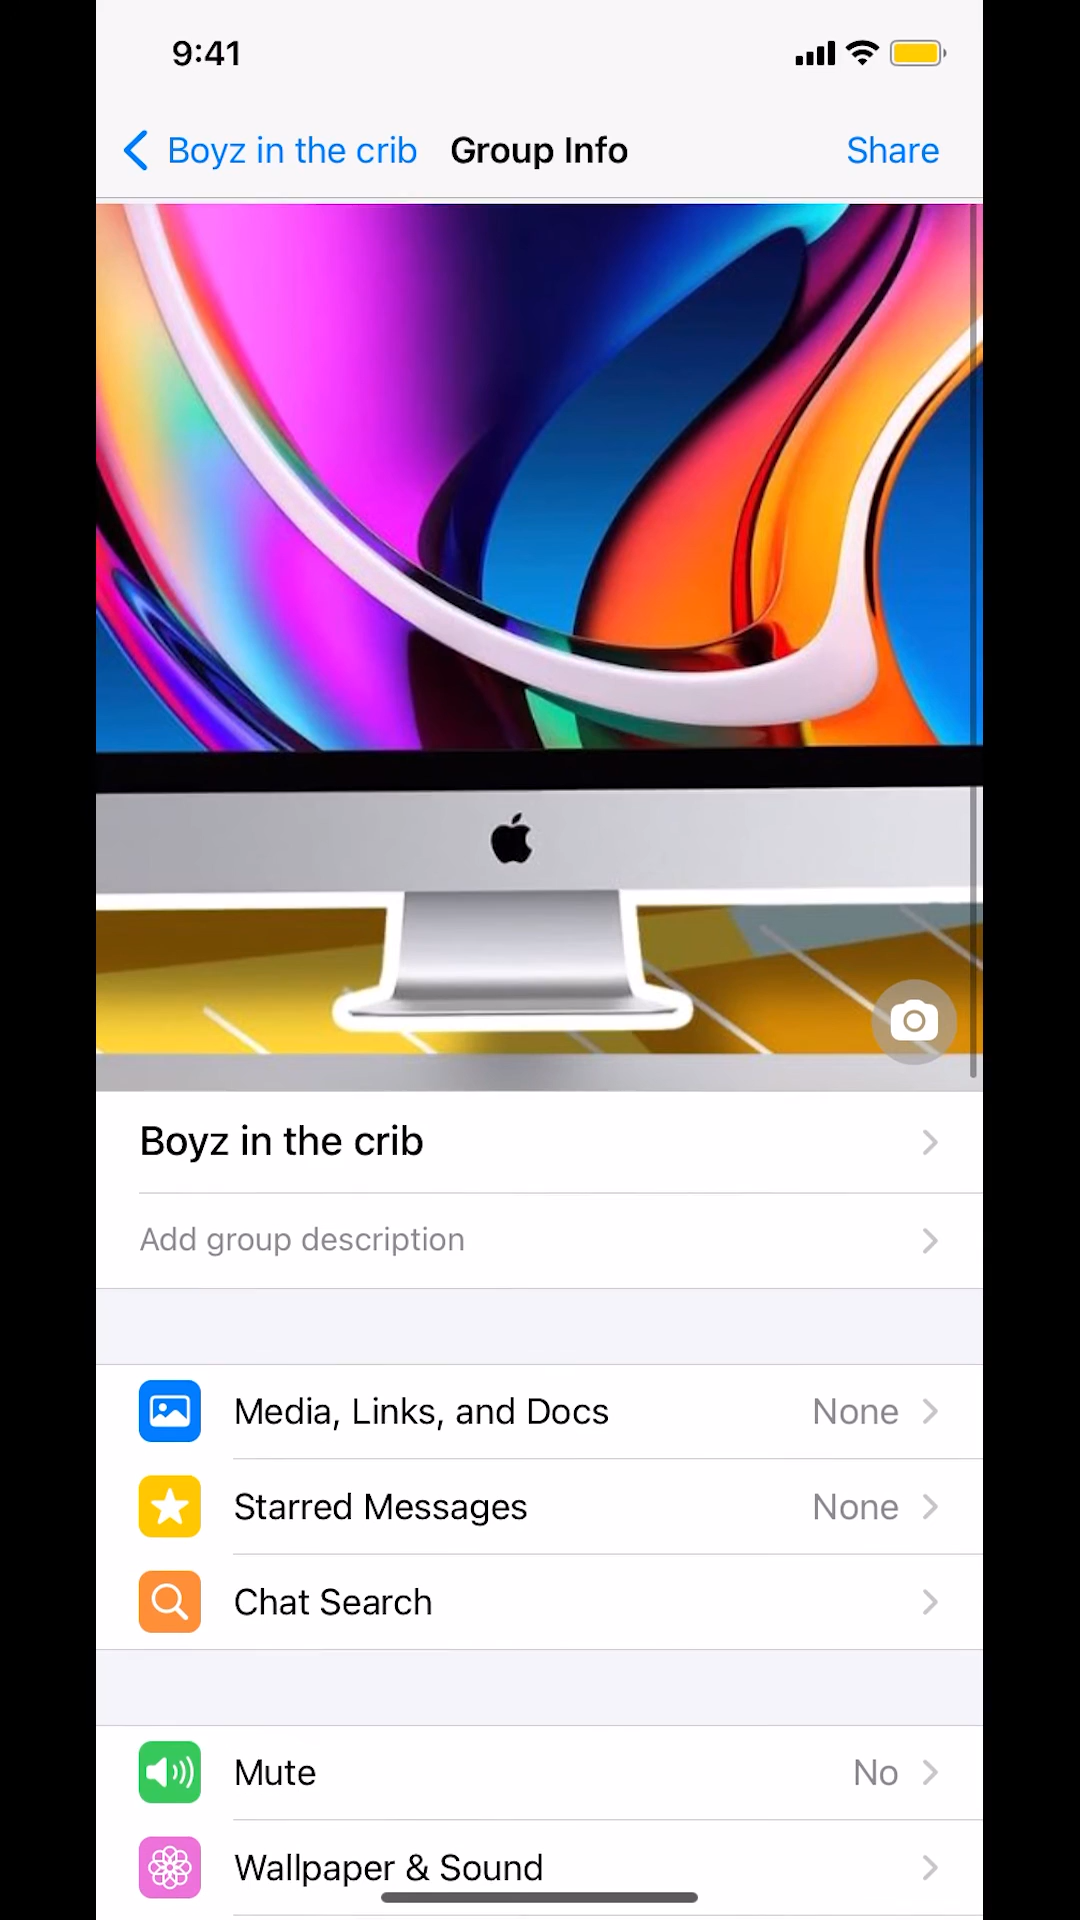 9:41
Boyz in the crib Group Info Share
Boyz in the crib
Add group description
Media, Links, and Docs None
Starred Messages None
Chat Search
Mute No
Wallpaper & Sound